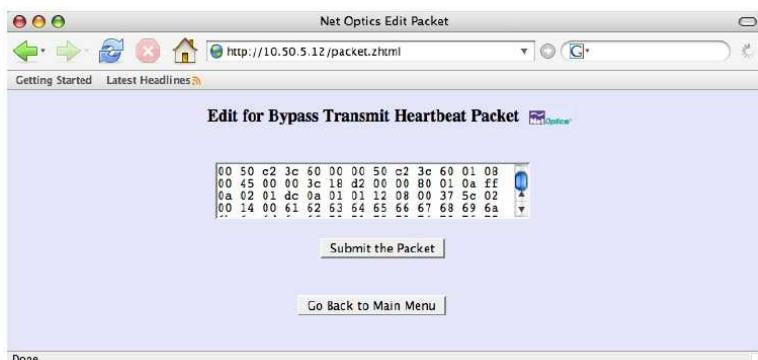 Net Optics Edit Packet
http://10.50.5.12/packet.zhtml
G
Getting Started Latest Headlines
Edit for Bypass Transmit Heartbeat Packet NetOptics
00 50 c2 3c 60 00 00 50 c2 3c 60 01 08
00 45 00 00 3c 18 d2 00 00 80 01 0a ff
0a 02 01 dc 0a 01 01 12 08 00 37 5c 02
00 14 00 61 62 63 64 65 66 67 68 69 6a
Submit the Packet
Go Back to Main Menu
Done